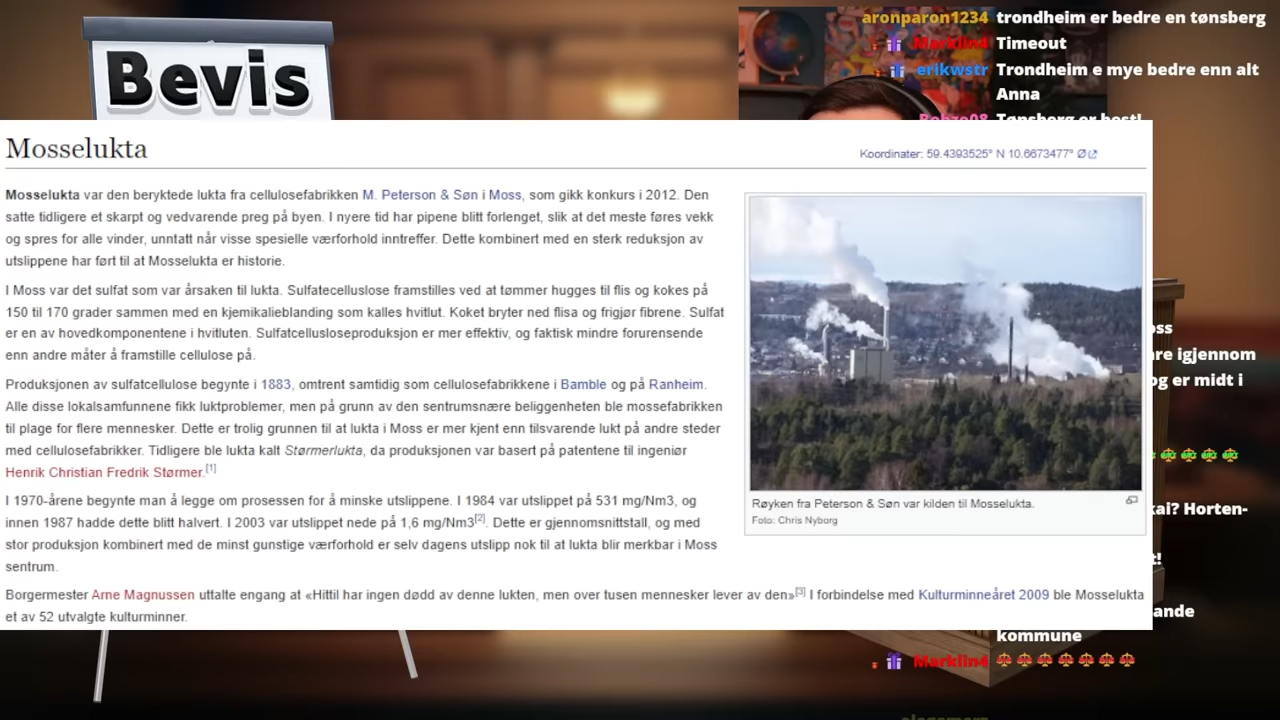 Bevis
aronparon1234 trondheim er bedre en tønsberg
Marklin4 Timeout
erikwstr Trondheim e mye bedre enn alt
Anna
Tønsberg er best!
Mosselukta
Koordinater: 59.4393525° N 10.6673477° Ø
Mosselukta var den beryktede lukta fra cellulosefabrikken M. Peterson & Søn i Moss, som gikk konkurs i 2012. Den
satte tidligere et skarpt og vedvarende preg på byen. I nyere tid har pipene blitt forlenget, slik at det meste føres vekk
og spres for alle vinder, unntatt når visse spesielle værforhold inntreffer. Dette kombinert med en sterk reduksjon av
utslippene har ført til at Mosselukta er historie.
I Moss var det sulfat som var årsaken til lukta. Sulfatecelluslose framstilles ved at tømmer hugges til flis og kokes på
150 til 170 grader sammen med en kjemikalieblanding som kalles hvitlut. Koket bryter ned flisa og frigjør fibrene. Sulfat
er en av hovedkomponentene i hvitluten. Sulfatcellusloseproduksjon er mer effektiv, og faktisk mindre forurensende
enn andre måter å framstille cellulose på.
Produksjonen av sulfatcellulose begynte i 1883, omtrent samtidig som cellulosefabrikkene i Bamble og på Ranheim.
Alle disse lokalsamfunnene fikk luktproblemer, men på grunn av den sentrumsnære beliggenheten ble mossefabrikken
til plage for flere mennesker. Dette er trolig grunnen til at lukta i Moss er mer kjent enn tilsvarende lukt på andre steder
med cellulosefabrikker. Tidligere ble lukta kalt Størmerlukta, da produksjonen var basert på patentene til ingeniør
Henrik Christian Fredrik Størmer.[1]
I 1970-årene begynte man å legge om prosessen for å minske utslippene. I 1984 var utslippet på 531 mg/Nm3, og
innen 1987 hadde dette blitt halvert. I 2003 var utslippet nede på 1,6 mg/Nm3[2]. Dette er gjennomsnittstall, og med
stor produksjon kombinert med de minst gunstige værforhold er selv dagens utslipp nok til at lukta blir merkbar i Moss
sentrum.
Borgermester Arne Magnussen uttalte engang at «Hittil har ingen dødd av denne lukten, men over tusen mennesker lever av den»[3] I forbindelse med Kulturminneåret 2009 ble Mosselukta
et av 52 utvalgte kulturminner.
Røyken fra Peterson & Søn var kilden til Mosselukta.
Foto: Chris Nyborg
oss
are igjennom
og er midt i
kai? Horten-
t!
ande
kommune
Marklin4